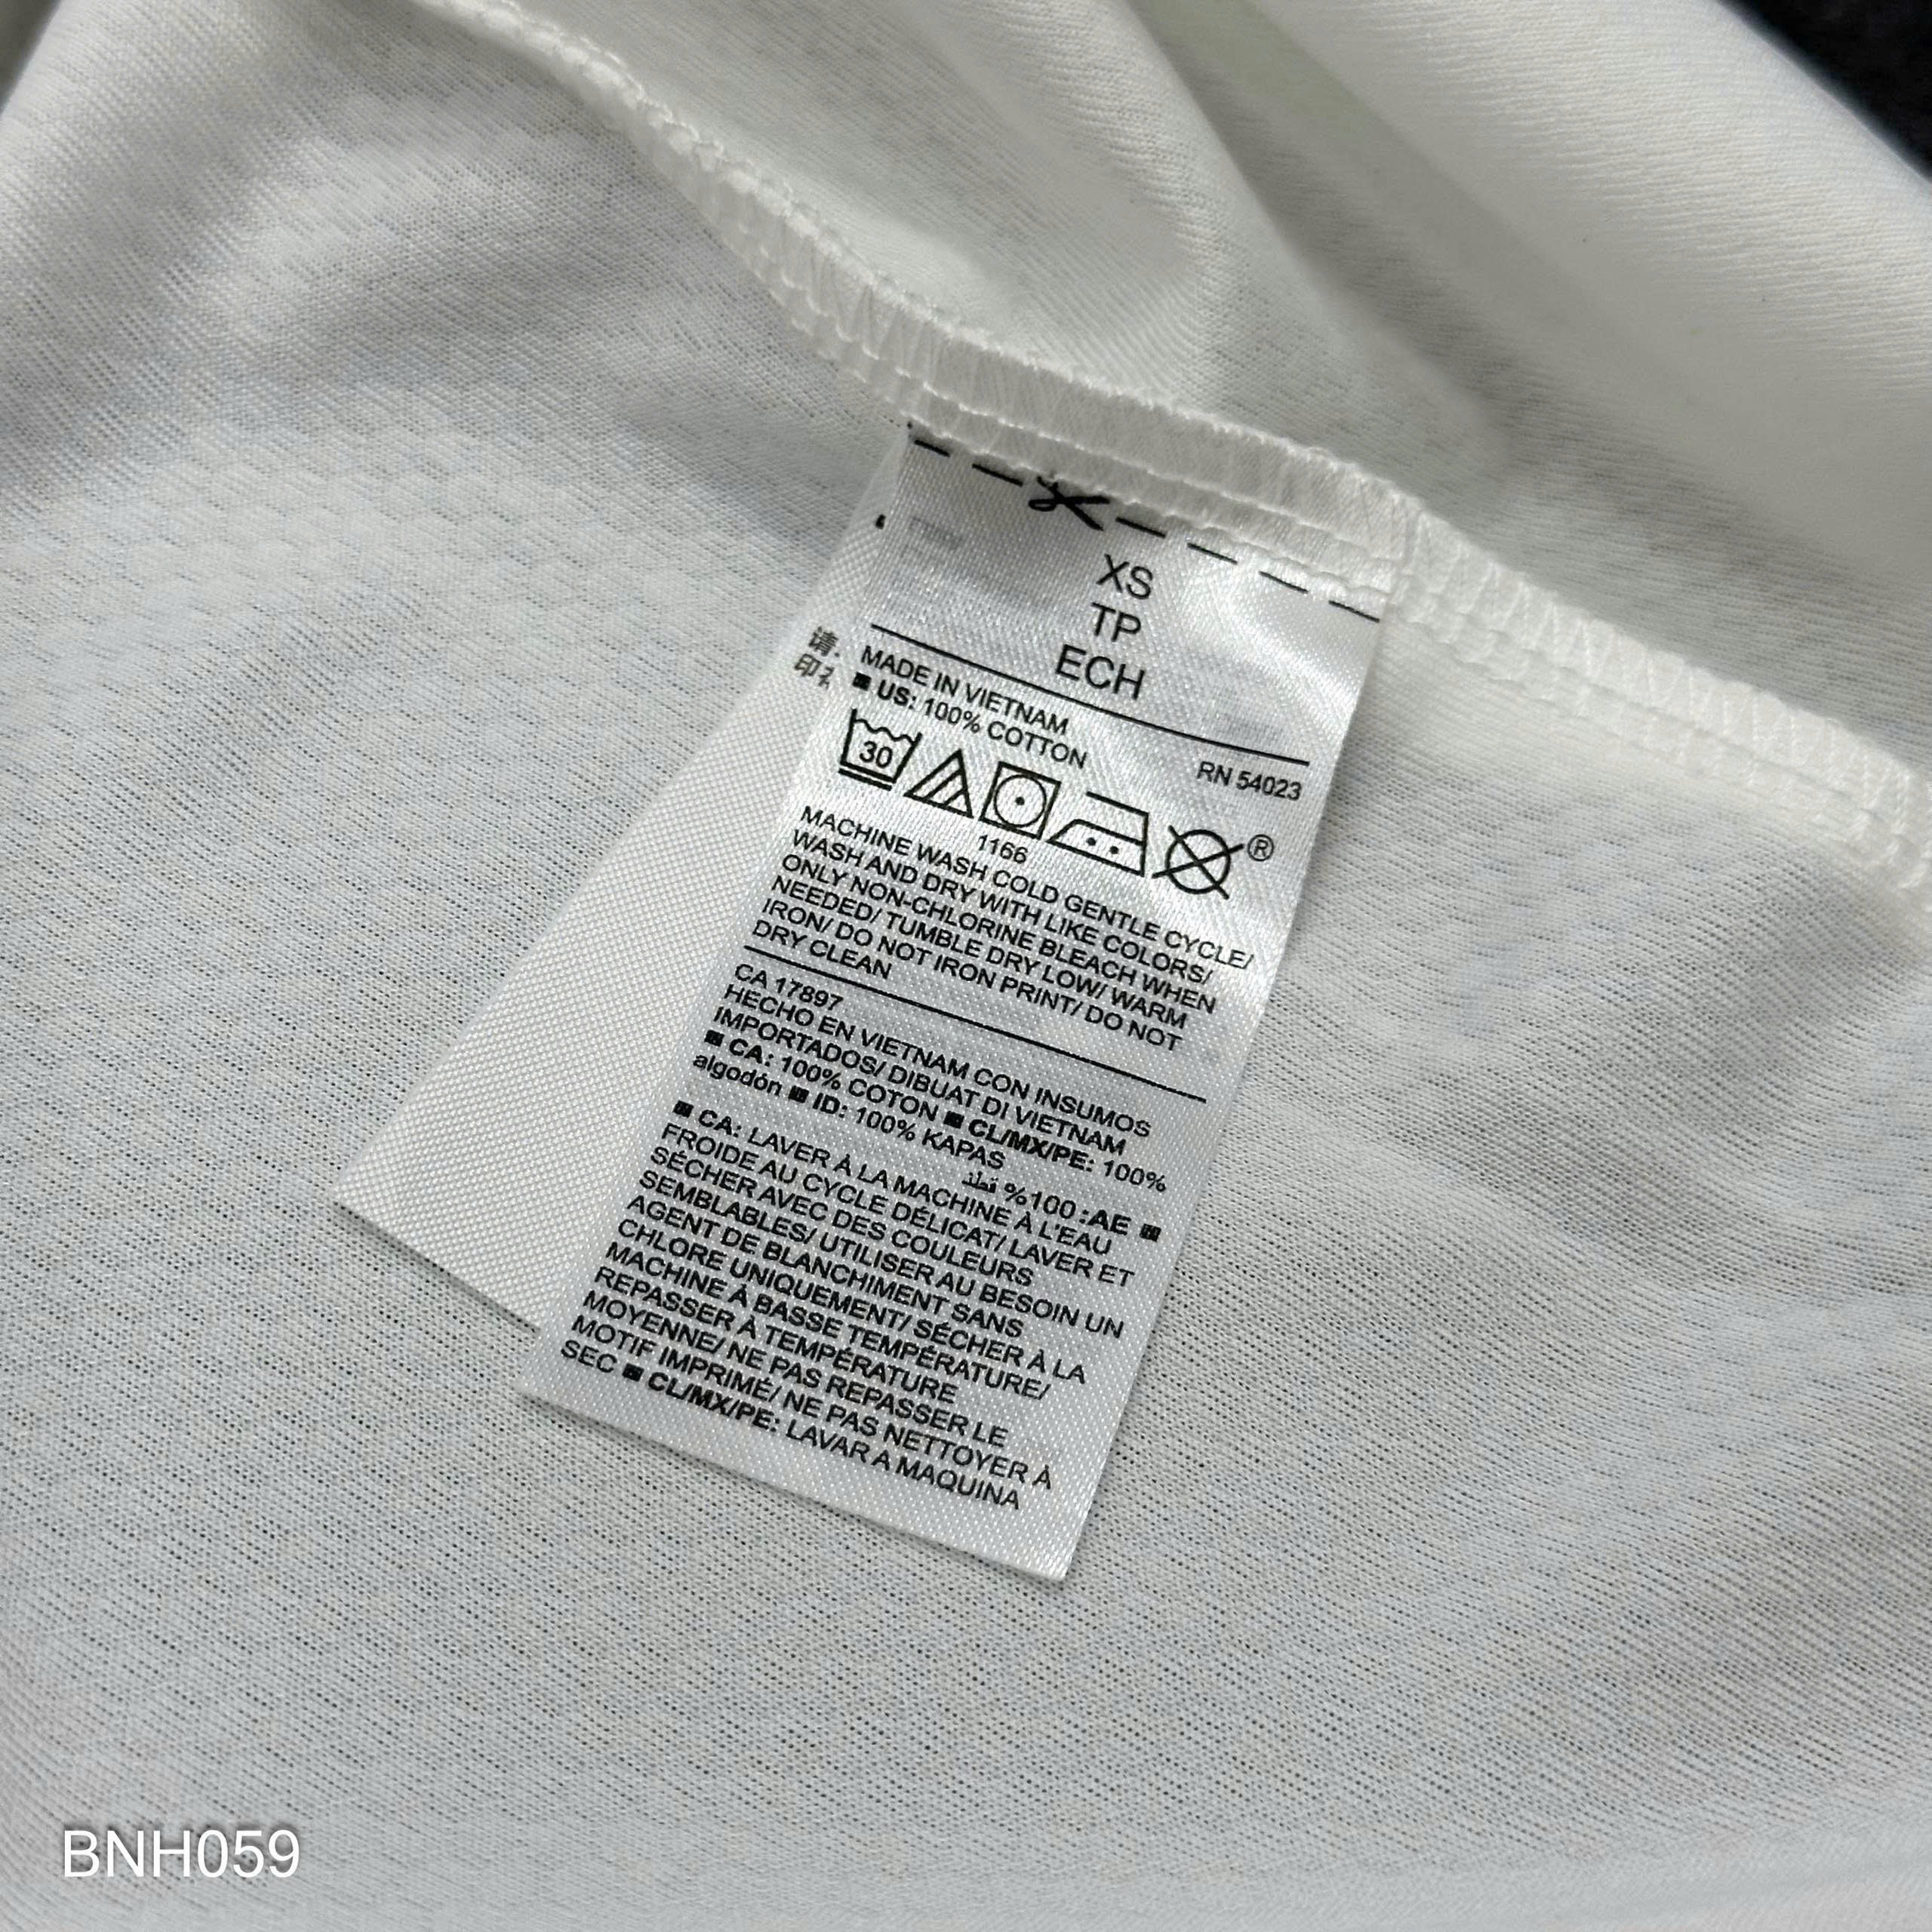 XS
TP
ECH
MADE IN VIETNAM
RN 54023
US: 100% COTTON
30
1166
®
MACHINE WASH COLD GENTLE CYCLE/
WASH AND DRY WITH LIKE COLORS/
ONLY NON-CHLORINE BLEACH WHEN
NEEDED/ TUMBLE DRY LOW/ WARM
IRON/ DO NOT IRON PRINT/ DO NOT
DRY CLEAN
CA 17897
HECHO EN VIETNAM CON INSUMOS
IMPORTADOS/ DIBUAT DI VIETNAM
■ CA: 100% COTON ■ CL/MX/PE: 100%
algodón ■ ID: 100% KAPAS
■ AE: 100%
■ CA: LAVER À LA MACHINE À L'EAU
FROIDE AU CYCLE DÉLICAT/ LAVER ET
SÉCHER AVEC DES COULEURS
SEMBLABLES/ UTILISER AU BESOIN UN
AGENT DE BLANCHIMENT SANS
CHLORE UNIQUEMENT/ SÉCHER À LA
MACHINE À BASSE TEMPÉRATURE/
REPASSER À TEMPÉRATURE
MOYENNE/ NE PAS REPASSER LE
MOTIF IMPRIMÉ/ NE PAS NETTOYER À
SEC ■ CL/MX/PE: LAVAR A MAQUINA
请
印
BNH059